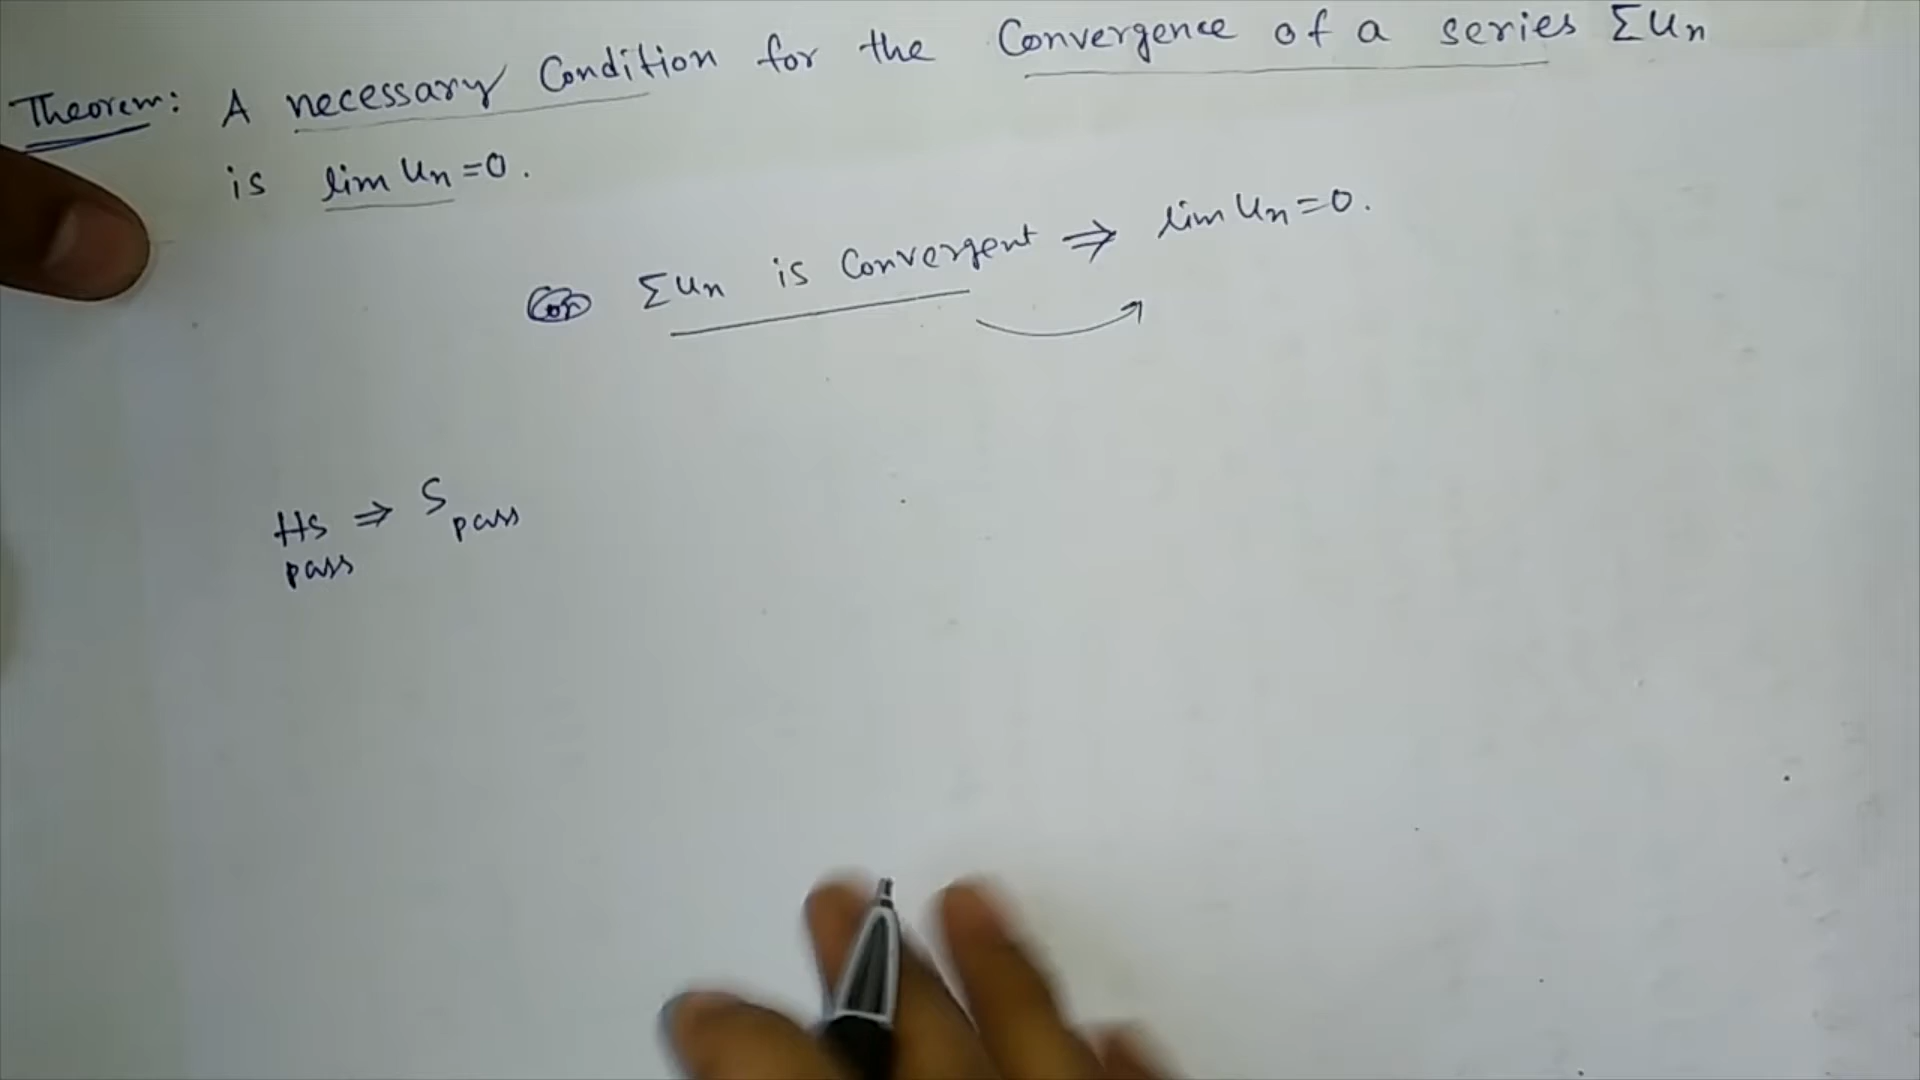 Theorem: A necessary Condition for the Convergence of a series Σun
is lim un = 0.
Σun is Convergent ⇒ lim un = 0.
HS ⇒ S pass
pass